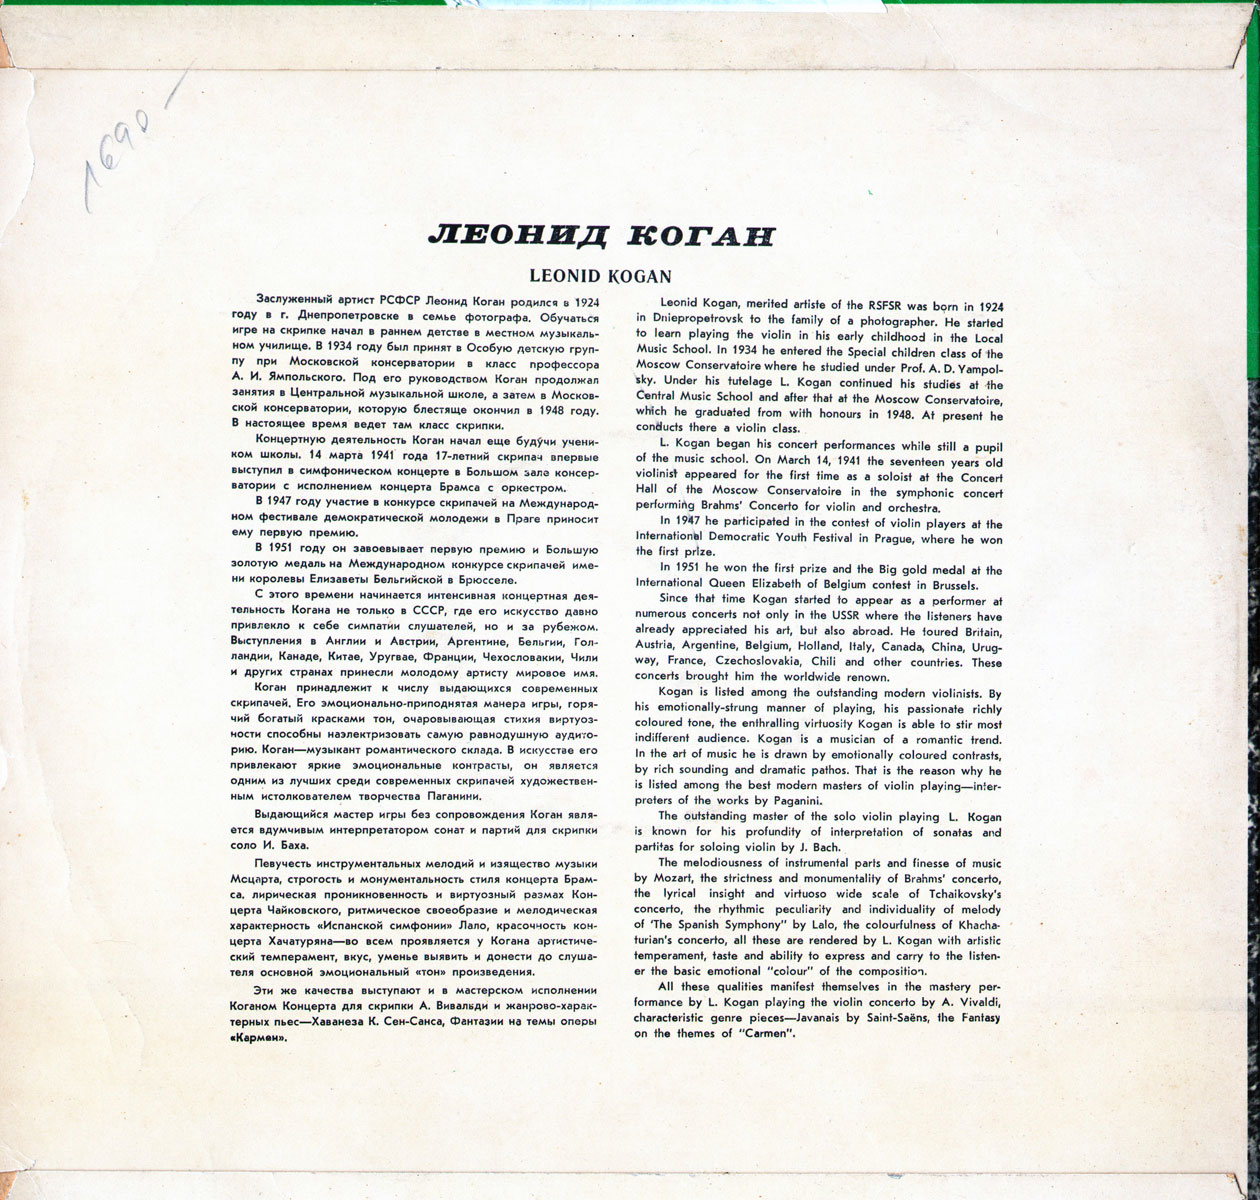 1690 –
ЛЕОНИД КОГАН
LEONID KOGAN
Заслуженный артист РСФСР Леонид Коган родился в 1924
году в г. Днепропетровске в семье фотографа. Обучаться
игре на скрипке начал в раннем детстве в местном музыкаль-
ном училище. В 1934 году был принят в Особую детскую груп-
пу при Московской консерватории в класс профессора
А. И. Ямпольского. Под его руководством Коган продолжал
занятия в Центральной музыкальной школе, а затем в Москов-
ской консерватории, которую блестяще окончил в 1948 году.
В настоящее время ведет там класс скрипки.
Концертную деятельность Коган начал еще будучи учени-
ком школы. 14 марта 1941 года 17-летний скрипач впервые
выступил в симфоническом концерте в Большом зале консер-
ватории с исполнением концерта Брамса с оркестром.
В 1947 году участие в конкурсе скрипачей на Международ-
ном фестивале демократической молодежи в Праге приносит
ему первую премию.
В 1951 году он завоевывает первую премию и Большую
золотую медаль на Международном конкурсе скрипачей име-
ни королевы Елизаветы Бельгийской в Брюсселе.
С этого времени начинается интенсивная концертная дея-
тельность Когана не только в СССР, где его искусство давно
привлекло к себе симпатии слушателей, но и за рубежом.
Выступления в Англии и Австрии, Аргентине, Бельгии, Гол-
ландии, Канаде, Китае, Уругвае, Франции, Чехословакии, Чили
и других странах принесли молодому артисту мировое имя.
Коган принадлежит к числу выдающихся современных
скрипачей. Его эмоционально-приподнятая манера игры, горя-
чий богатый красками тон, очаровывающая стихия виртуоз-
ности способны наэлектризовать самую равнодушную аудито-
рию. Коган—музыкант романтического склада. В искусстве его
привлекают яркие эмоциональные контрасты, он является
одним из лучших среди современных скрипачей художествен-
ным истолкователем творчества Паганини.
Выдающийся мастер игры без сопровождения Коган явля-
ется вдумчивым интерпретатором сонат и партий для скрипки
соло И. Баха.
Певучесть инструментальных мелодий и изящество музыки
Моцарта, строгость и монументальность стиля концерта Брам-
са, лирическая проникновенность и виртуозный размах Кон-
церта Чайковского, ритмическое своеобразие и мелодическая
характерность «Испанской симфонии» Лало, красочность кон-
церта Хачатуряна—во всем проявляется у Когана артистиче-
ский темперамент, вкус, уменье выявить и донести до слуша-
теля основной эмоциональный «тон» произведения.
Эти же качества выступают и в мастерском исполнении
Коганом Концерта для скрипки А. Вивальди и жанрово-харак-
терных пьес—Хаванеза К. Сен-Санса, Фантазии на темы оперы
«Кармен».
Leonid Kogan, merited artiste of the RSFSR was born in 1924
in Dniepropetrovsk to the family of a photographer. He started
to learn playing the violin in his early childhood in the Local
Music School. In 1934 he entered the Special children class of the
Moscow Conservatoire where he studied under Prof. A. D. Yampol-
sky. Under his tutelage L. Kogan continued his studies at the
Central Music School and after that at the Moscow Conservatoire,
which he graduated from with honours in 1948. At present he
conducts there a violin class.
L. Kogan began his concert performances while still a pupil
of the music school. On March 14, 1941 the seventeen years old
violinist appeared for the first time as a soloist at the Concert
Hall of the Moscow Conservatoire in the symphonic concert
performing Brahms' Concerto for violin and orchestra.
In 1947 he participated in the contest of violin players at the
International Democratic Youth Festival in Prague, where he won
the first prize.
In 1951 he won the first prize and the Big gold medal at the
International Queen Elizabeth of Belgium contest in Brussels.
Since that time Kogan started to appear as a performer at
numerous concerts not only in the USSR where the listeners have
already appreciated his art, but also abroad. He toured Britain,
Austria, Argentine, Belgium, Holland, Italy, Canada, China, Urug-
way, France, Czechoslovakia, Chili and other countries. These
concerts brought him the worldwide renown.
Kogan is listed among the outstanding modern violinists. By
his emotionally-strung manner of playing, his passionate richly
coloured tone, the enthralling virtuosity Kogan is able to stir most
indifferent audience. Kogan is a musician of a romantic trend.
In the art of music he is drawn by emotionally coloured contrasts,
by rich sounding and dramatic pathos. That is the reason why he
is listed among the best modern masters of violin playing—inter-
preters of the works by Paganini.
The outstanding master of the solo violin playing L. Kogan
is known for his profundity of interpretation of sonatas and
partitas for soloing violin by J. Bach.
The melodiousness of instrumental parts and finesse of music
by Mozart, the strictness and monumentality of Brahms' concerto,
the lyrical insight and virtuoso wide scale of Tchaikovsky's
concerto, the rhythmic peculiarity and individuality of melody
of 'The Spanish Symphony" by Lalo, the colourfulness of Khacha-
turian's concerto, all these are rendered by L. Kogan with artistic
temperament, taste and ability to express and carry to the listen-
er the basic emotional "colour" of the composition.
All these qualities manifest themselves in the mastery per-
formance by L. Kogan playing the violin concerto by A. Vivaldi,
characteristic genre pieces—Javanais by Saint-Saëns, the Fantasy
on the themes of "Carmen".